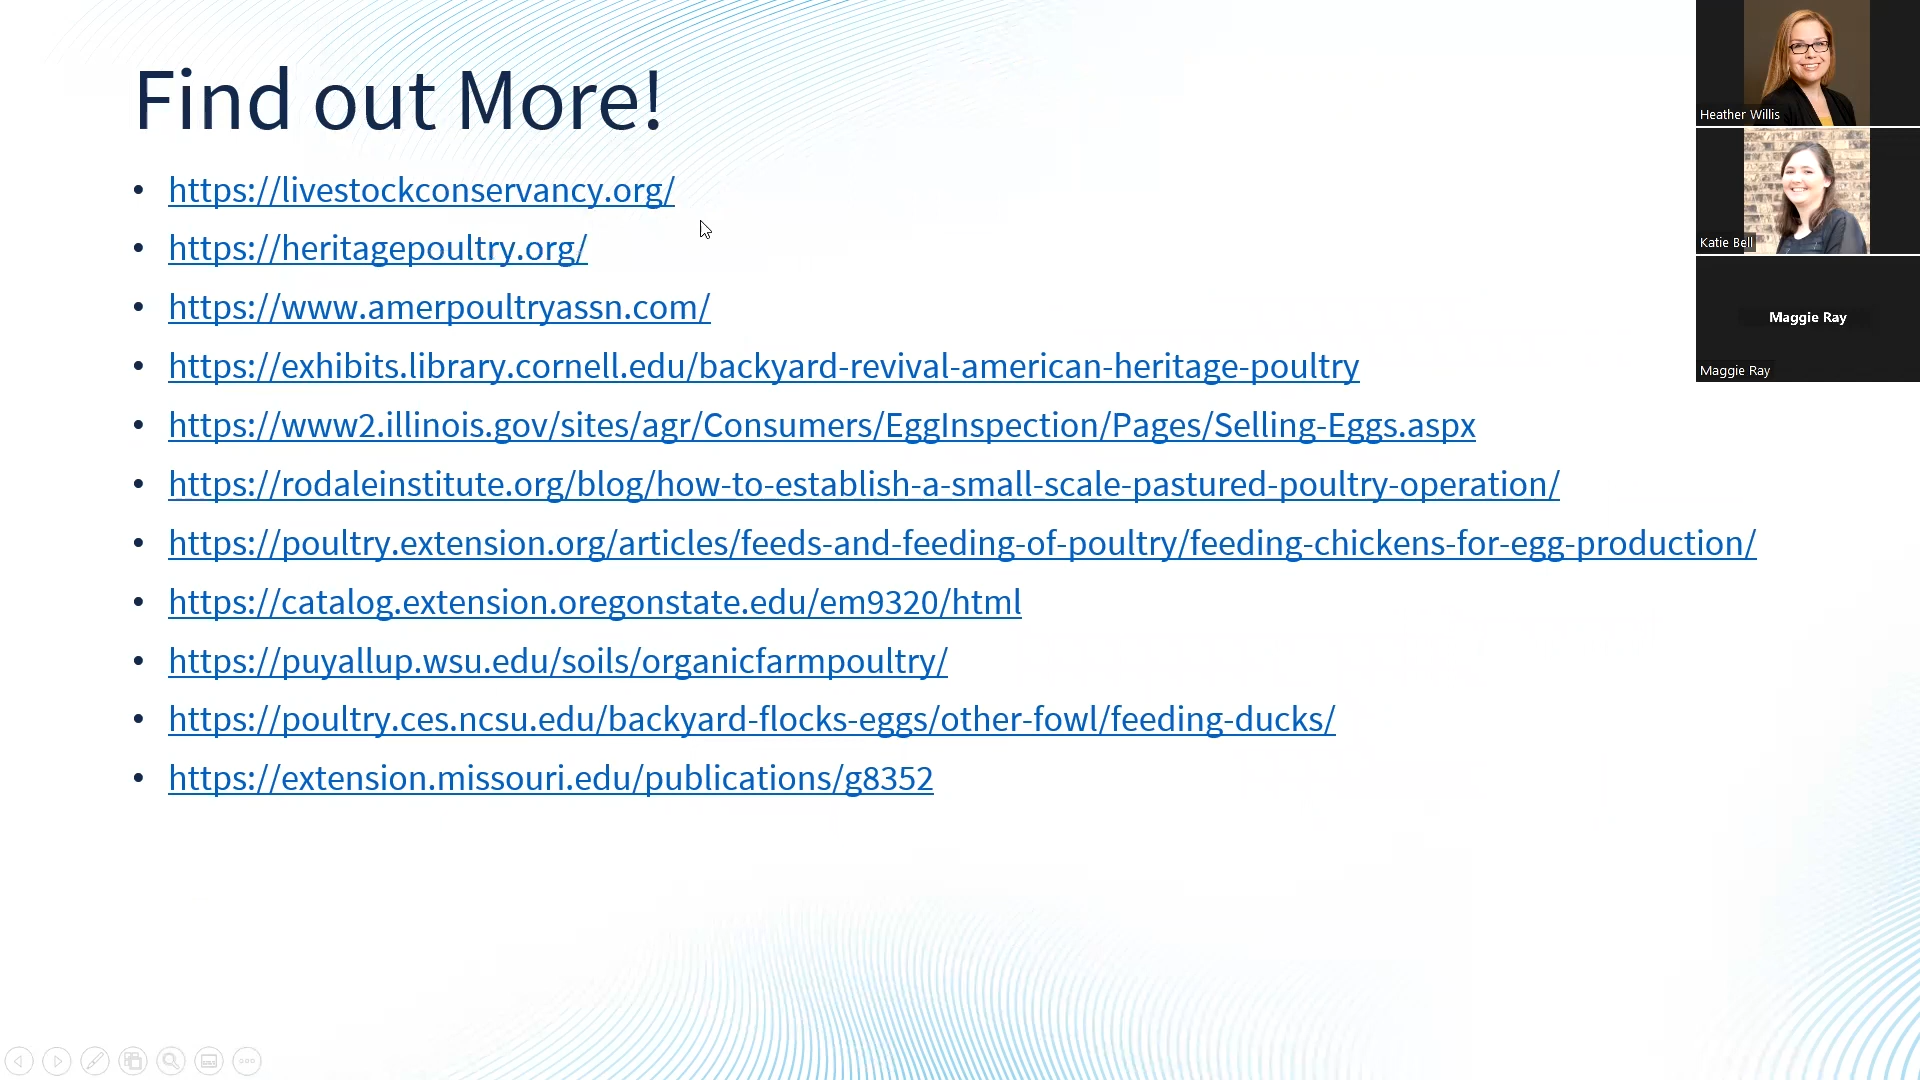 Find out More!
• https://livestockconservancy.org/
• https://heritagepoultry.org/
• https://www.amerpoultryassn.com/
• https://exhibits.library.cornell.edu/backyard-revival-american-heritage-poultry
• https://www2.illinois.gov/sites/agr/Consumers/EggInspection/Pages/Selling-Eggs.aspx
• https://rodaleinstitute.org/blog/how-to-establish-a-small-scale-pastured-poultry-operation/
• https://poultry.extension.org/articles/feeds-and-feeding-of-poultry/feeding-chickens-for-egg-production/
• https://catalog.extension.oregonstate.edu/em9320/html
• https://puyallup.wsu.edu/soils/organicfarmpoultry/
• https://poultry.ces.ncsu.edu/backyard-flocks-eggs/other-fowl/feeding-ducks/
• https://extension.missouri.edu/publications/g8352
Heather Willis
Katie Bell
Maggie Ray
Maggie Ray